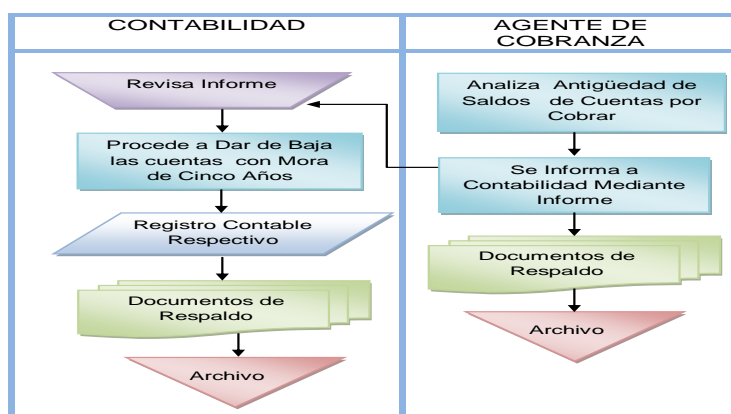 CONTABILIDAD
AGENTE DE
COBRANZA
Revisa Informe
Procede a Dar de Baja
las cuentas con Mora
de Cinco Años
Registro Contable
Respectivo
Documentos de
Respaldo
Archivo
Analiza Antigüedad de
Saldos de Cuentas por
Cobrar
Se Informa a
Contabilidad Mediante
Informe
Documentos de
Respaldo
Archivo